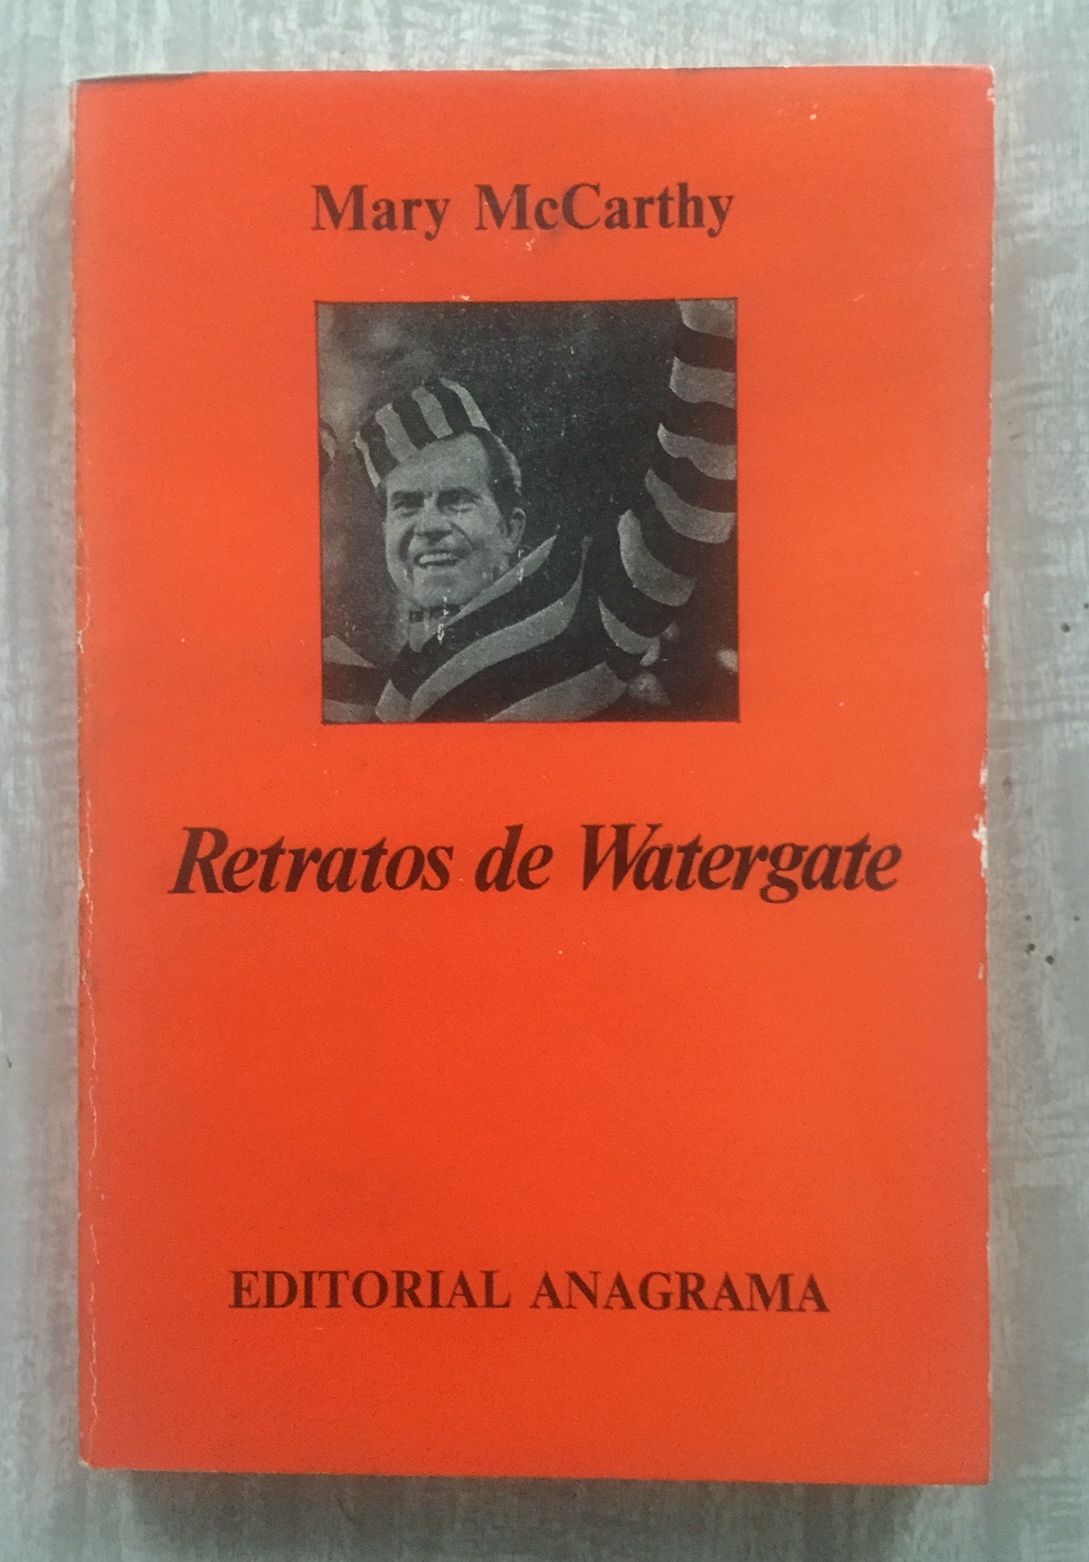 Mary McCarthy
Retratos de Watergate
EDITORIAL ANAGRAMA